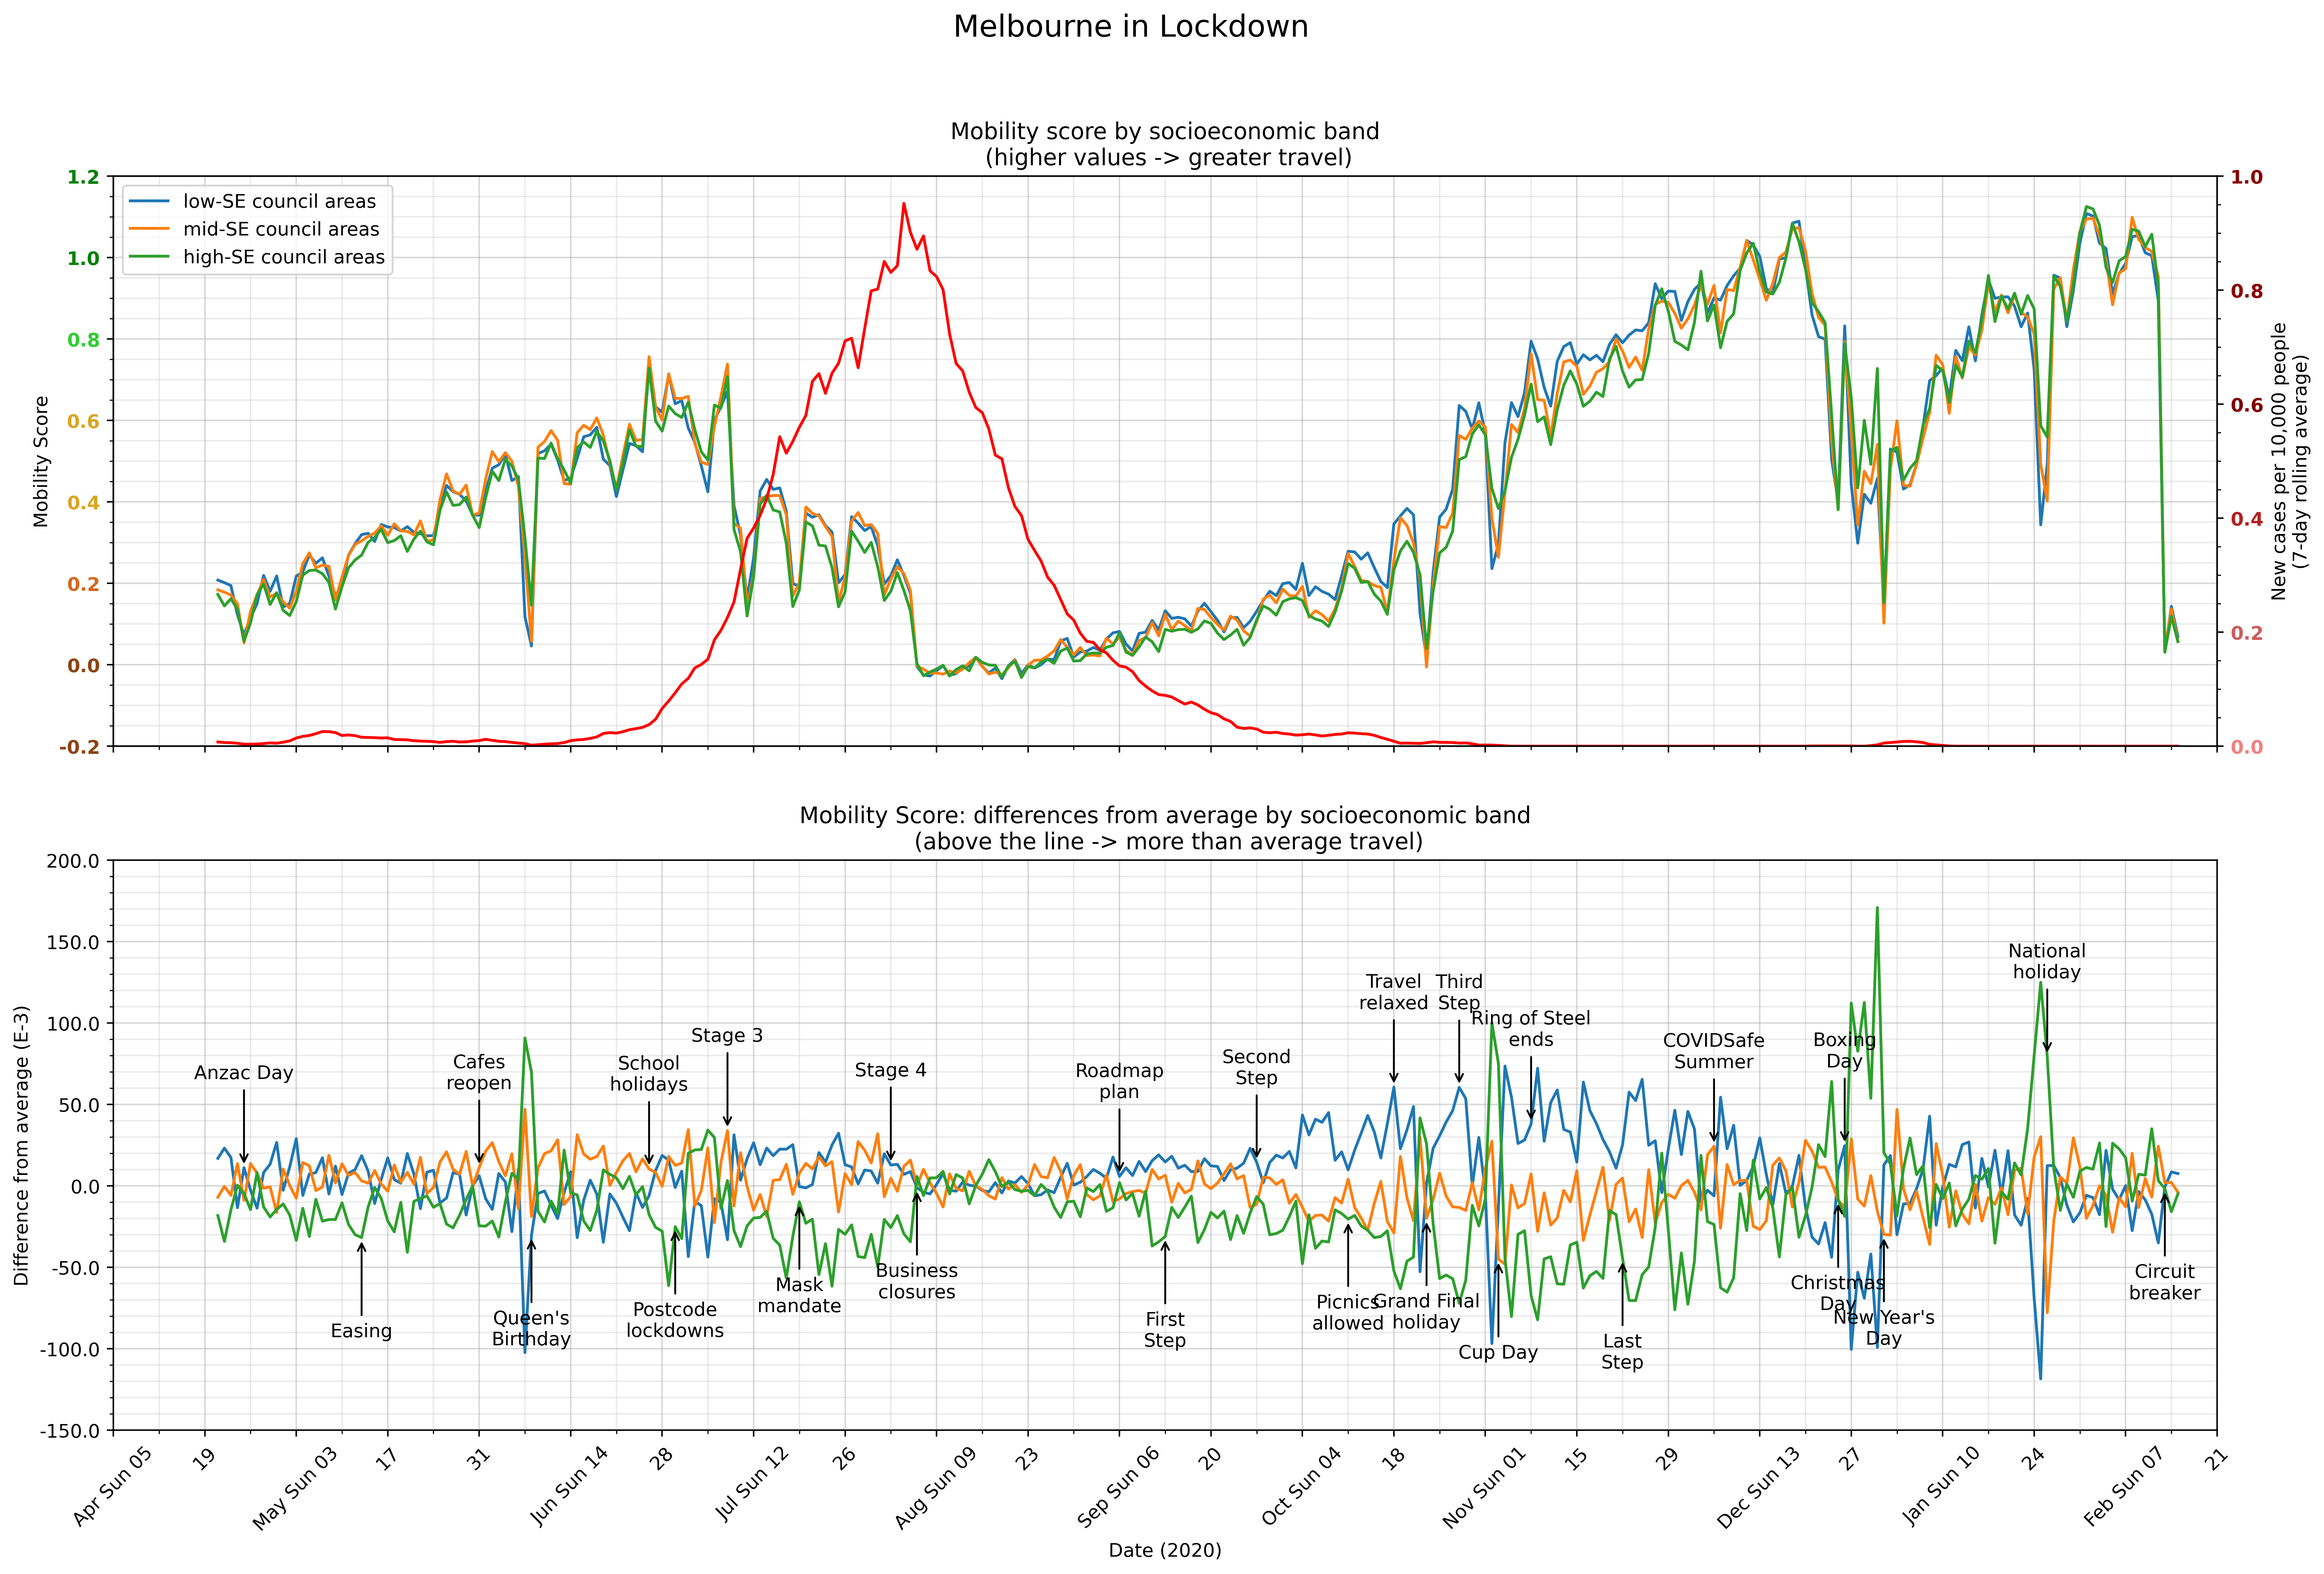 Melbourne in Lockdown
Mobility score by socioeconomic band
(higher values -> greater travel)
low-SE council areas
mid-SE council areas
high-SE council areas
Mobility Score
1.2
1.0
0.8
0.6
0.4
0.2
0.0
-0.2
1.0
0.8
0.6
0.4
0.2
0.0
New cases per 10,000 people
(7-day rolling average)
Mobility Score: differences from average by socioeconomic band
(above the line -> more than average travel)
Difference from average (E-3)
200.0
150.0
100.0
50.0
0.0
-50.0
-100.0
-150.0
Anzac Day
Easing
Cafes
reopen
Queen's
Birthday
School
holidays
Postcode
lockdowns
Stage 3
Mask
mandate
Stage 4
Business
closures
Roadmap
plan
First
Step
Second
Step
Picnics
allowed
Travel
relaxed
Grand Final
holiday
Third
Step
Cup Day
Ring of Steel
ends
Last
Step
COVIDSafe
Summer
Christmas
Day
Boxing
Day
New Year's
Day
National
holiday
Circuit
breaker
Apr Sun 05
19
May Sun 03
17
31
Jun Sun 14
28
Jul Sun 12
26
Aug Sun 09
23
Sep Sun 06
20
Oct Sun 04
18
Nov Sun 01
15
29
Dec Sun 13
27
Jan Sun 10
24
Feb Sun 07
21
Date (2020)